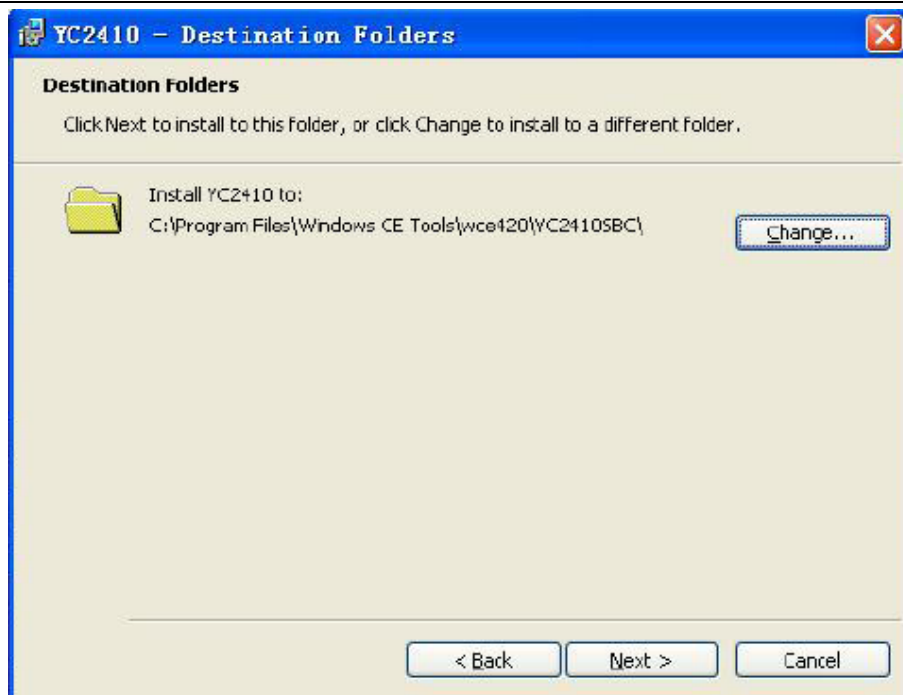 YC2410 - Destination Folders
Destination Folders
Click Next to install to this folder, or click Change to install to a different folder.
Install YC2410 to:
C:\Program Files\Windows CE Tools\wce420\YC2410SBC\
Change...
< Back
Next >
Cancel